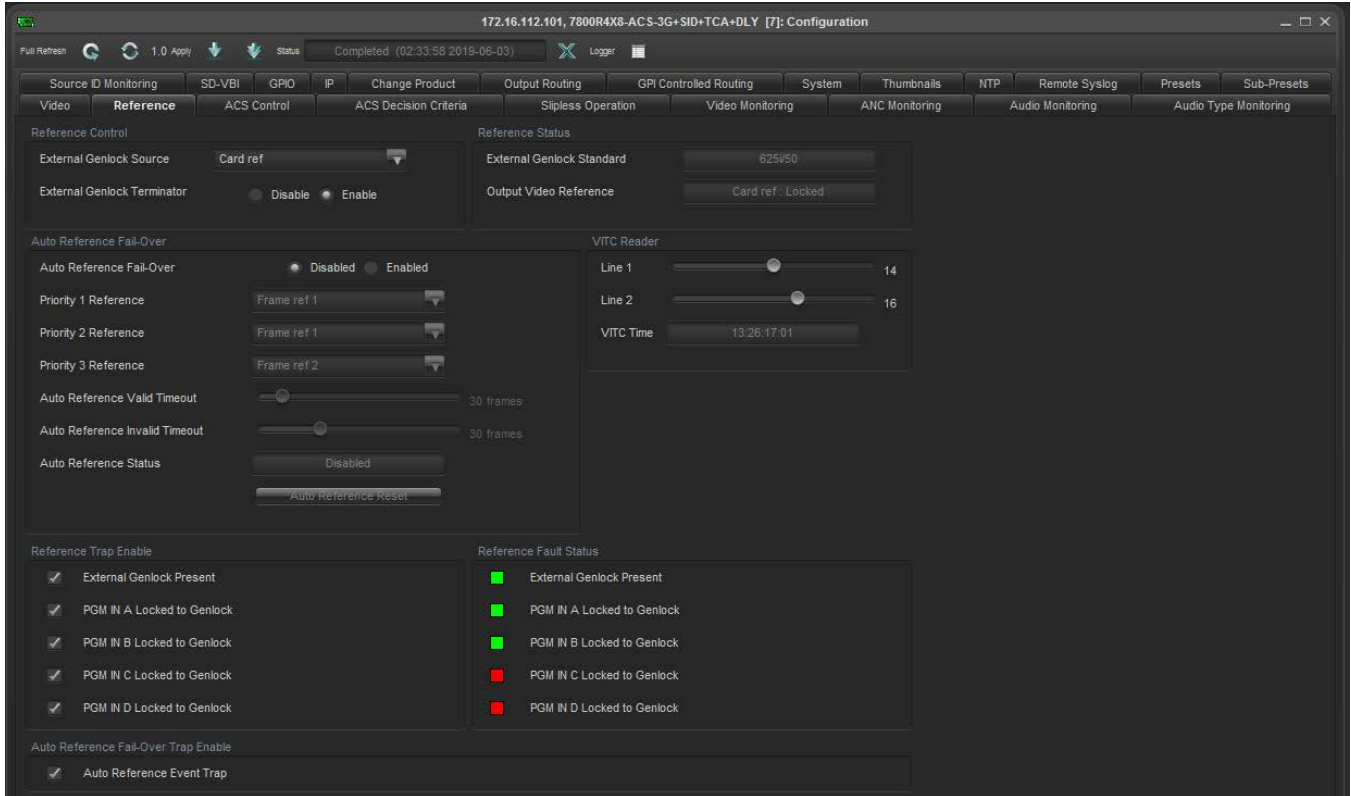 172.16.112.101, 7800R4X8-ACS-3G+SID+TCA+DLY [7]: Configuration
Full Refresh 1.0 Apply Status Completed (02:33:58 2019-06-03) Logger
Source ID Monitoring SD-VBI GPIO IP Change Product Output Routing GPI Controlled Routing System Thumbnails NTP Remote Syslog Presets Sub-Presets
Video Reference ACS Control ACS Decision Criteria Slipless Operation Video Monitoring ANC Monitoring Audio Monitoring Audio Type Monitoring
Reference Control
External Genlock Source Card ref
External Genlock Terminator Disable Enable
Reference Status
External Genlock Standard 625i/50
Output Video Reference Card ref : Locked
Auto Reference Fail-Over
Auto Reference Fail-Over Disabled Enabled
Priority 1 Reference Frame ref 1
Priority 2 Reference Frame ref 1
Priority 3 Reference Frame ref 2
Auto Reference Valid Timeout 30 frames
Auto Reference Invalid Timeout 30 frames
Auto Reference Status Disabled
Auto Reference Reset
VITC Reader
Line 1 14
Line 2 16
VITC Time 13:26:17:01
Reference Trap Enable
External Genlock Present
PGM IN A Locked to Genlock
PGM IN B Locked to Genlock
PGM IN C Locked to Genlock
PGM IN D Locked to Genlock
Reference Fault Status
External Genlock Present
PGM IN A Locked to Genlock
PGM IN B Locked to Genlock
PGM IN C Locked to Genlock
PGM IN D Locked to Genlock
Auto Reference Fail-Over Trap Enable
Auto Reference Event Trap